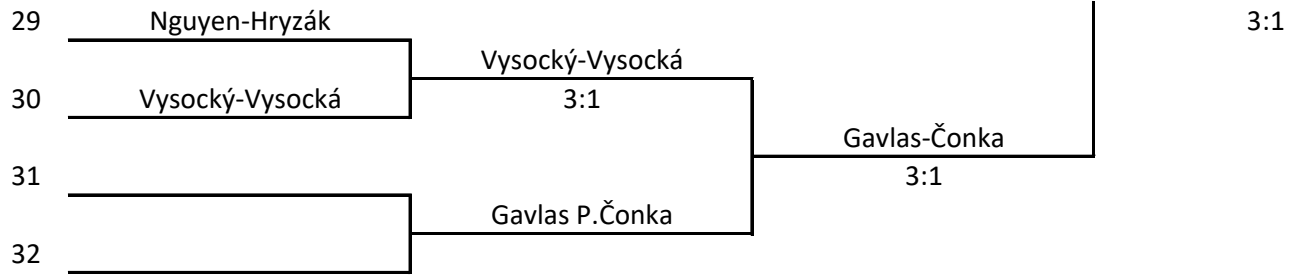 29 Nguyen-Hryzák 3:1
Vysocký-Vysocká
30 Vysocký-Vysocká 3:1
Gavlas-Čonka
31 3:1
Gavlas P.Čonka
32